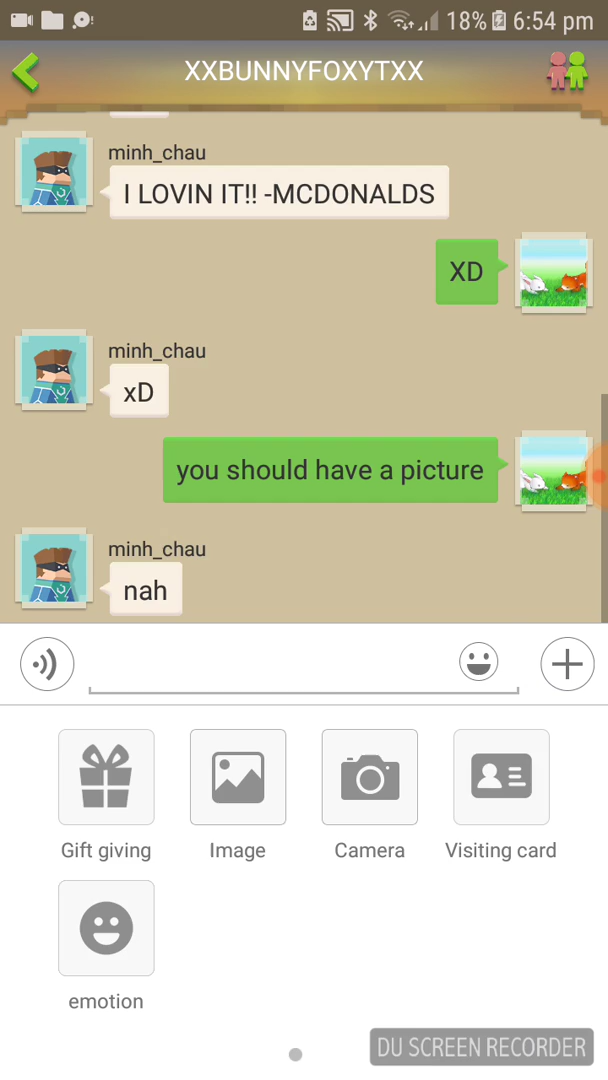 18% 6:54 pm
XXBUNNYFOXYTXX
minh_chau
I LOVIN IT!! -MCDONALDS
XD
minh_chau
xD
you should have a picture
minh_chau
nah
Gift giving
Image
Camera
Visiting card
emotion
DU SCREEN RECORDER